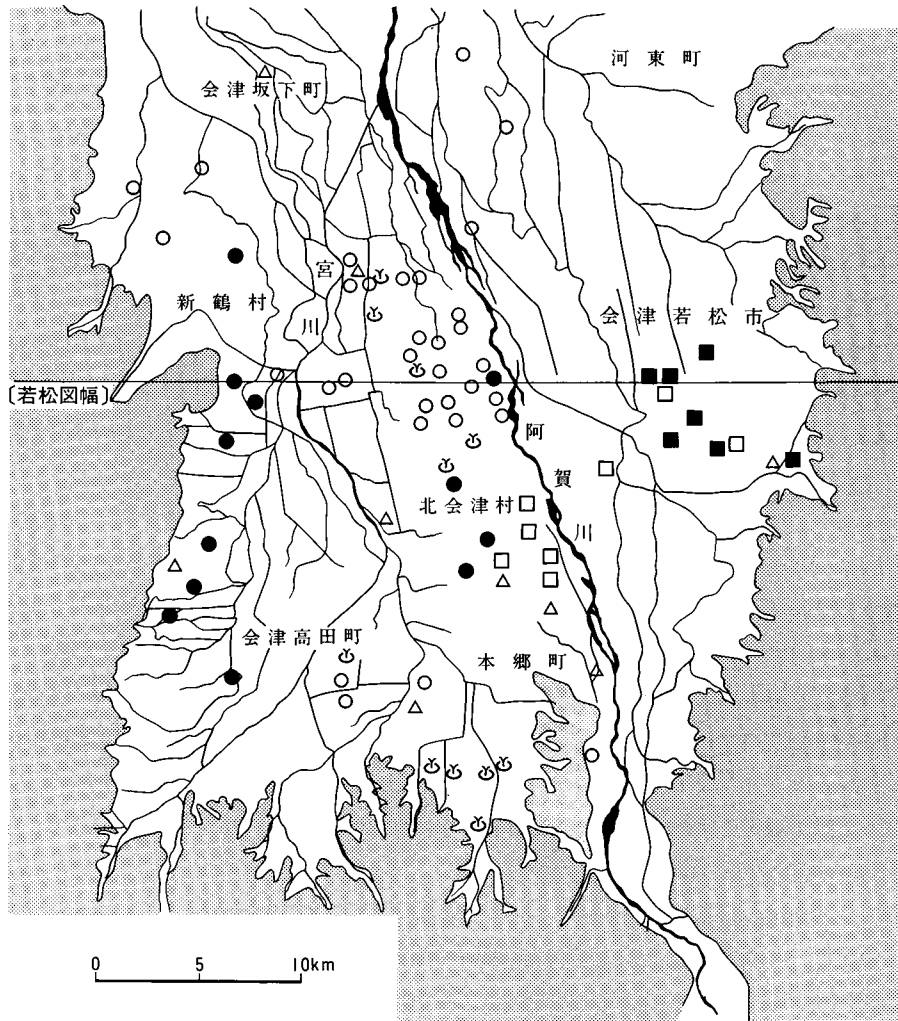 河東町
会津坂下町
宮川
新鶴村
会津若松市
〔若松図幅〕
阿賀川
北会津村
会津高田町
本郷町
0 5 10km